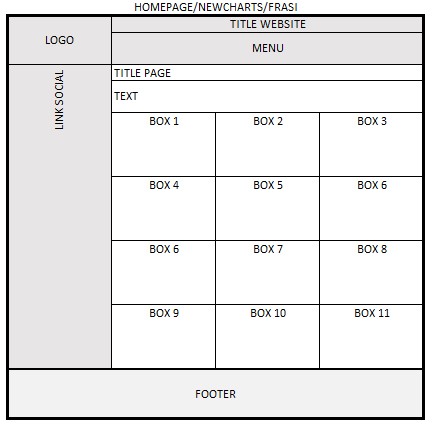 HOMEPAGE/NEWCHARTS/FRASI
LOGO
TITLE WEBSITE
MENU
LINK SOCIAL
TITLE PAGE
TEXT
BOX 1
BOX 2
BOX 3
BOX 4
BOX 5
BOX 6
BOX 6
BOX 7
BOX 8
BOX 9
BOX 10
BOX 11
FOOTER